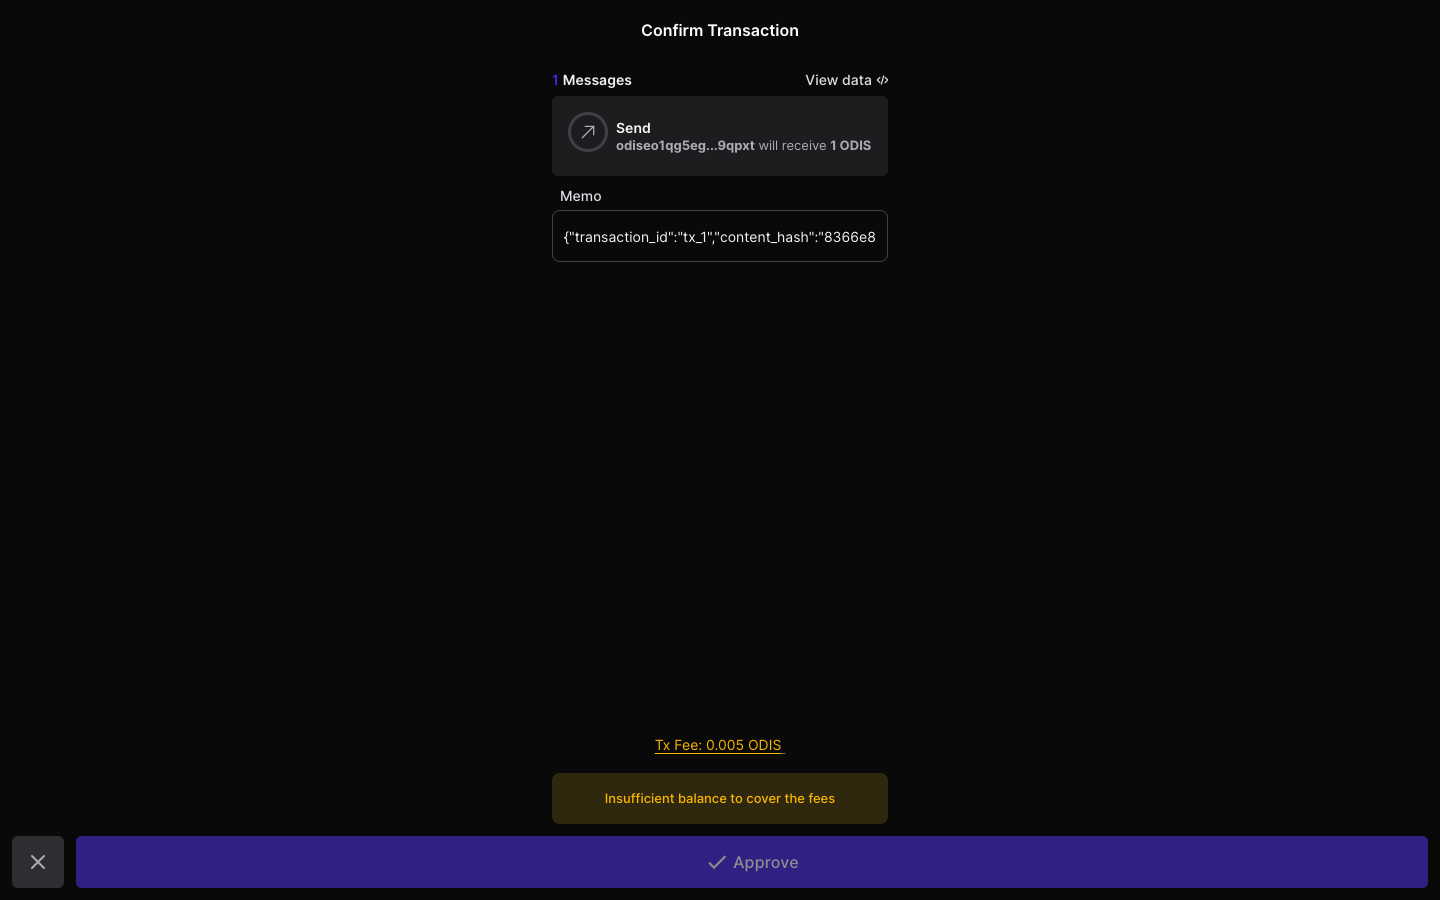 Confirm Transaction
1 Messages
View data
Send
odiseo1qg5eg...9qpxt will receive 1 ODIS
Memo
{"transaction_id":"tx_1","content_hash":"8366e8
Tx Fee: 0.005 ODIS
Insufficient balance to cover the fees
Approve